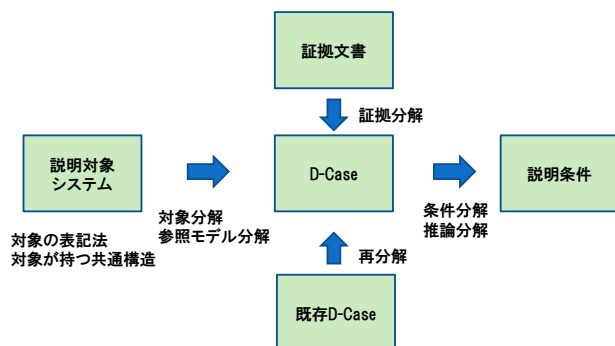 証拠文書
証拠分解
説明対象
システム
D-Case
説明条件
対象分解
参照モデル分解
条件分解
推論分解
対象の表記法
対象が持つ共通構造
再分解
既存D-Case